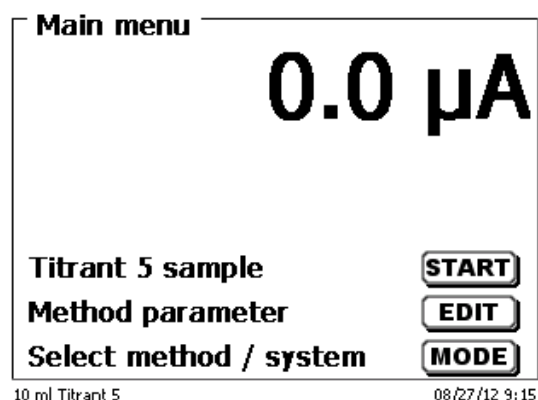 Main menu
0.0 µA
Titrant 5 sample START
Method parameter EDIT
Select method / system MODE
10 ml Titrant 5 08/27/12 9:15